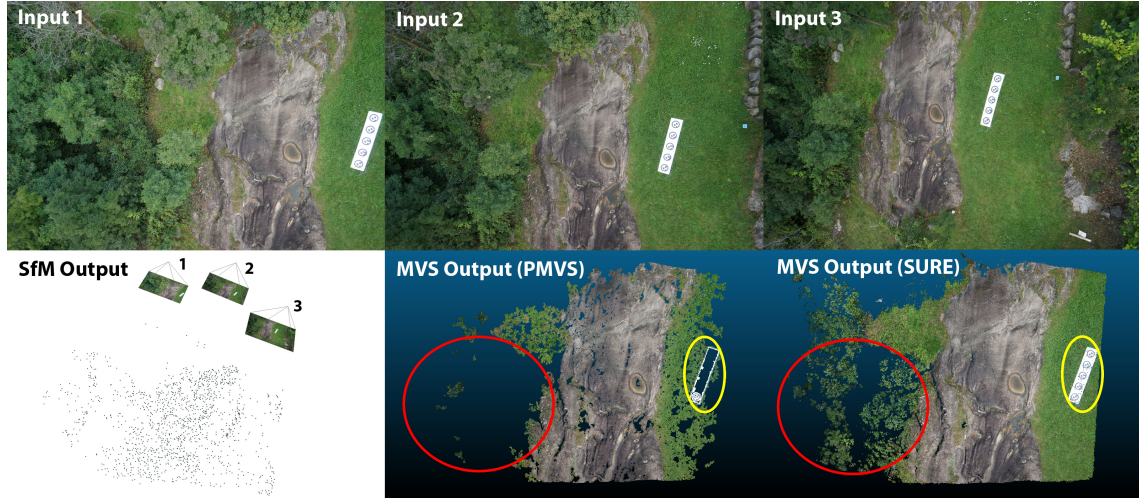 Input 1
Input 2
Input 3
SfM Output
1
2
3
MVS Output (PMVS)
MVS Output (SURE)